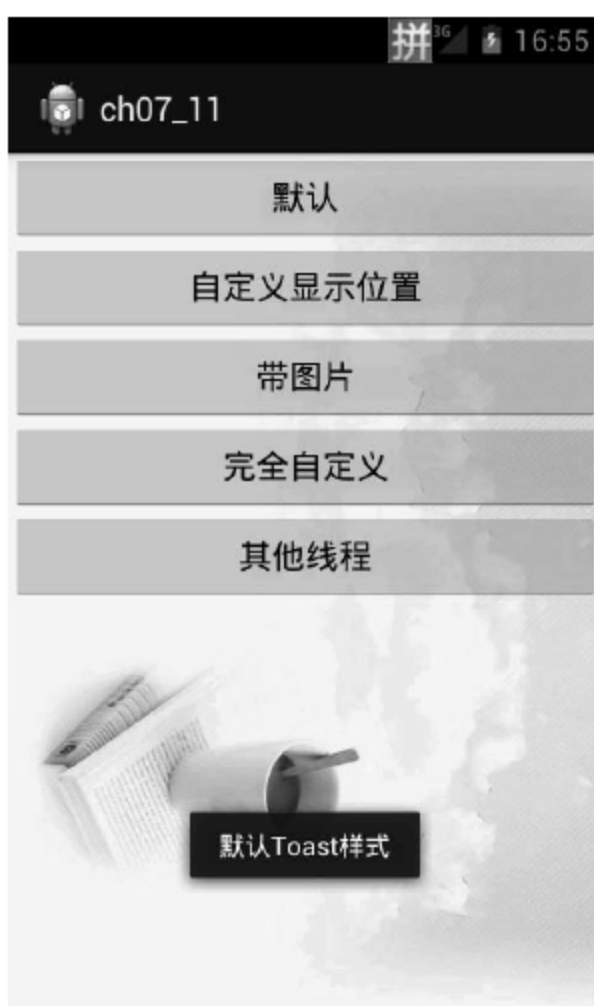 拼 3G 16:55
ch07_11
默认
自定义显示位置
带图片
完全自定义
其他线程
默认Toast样式